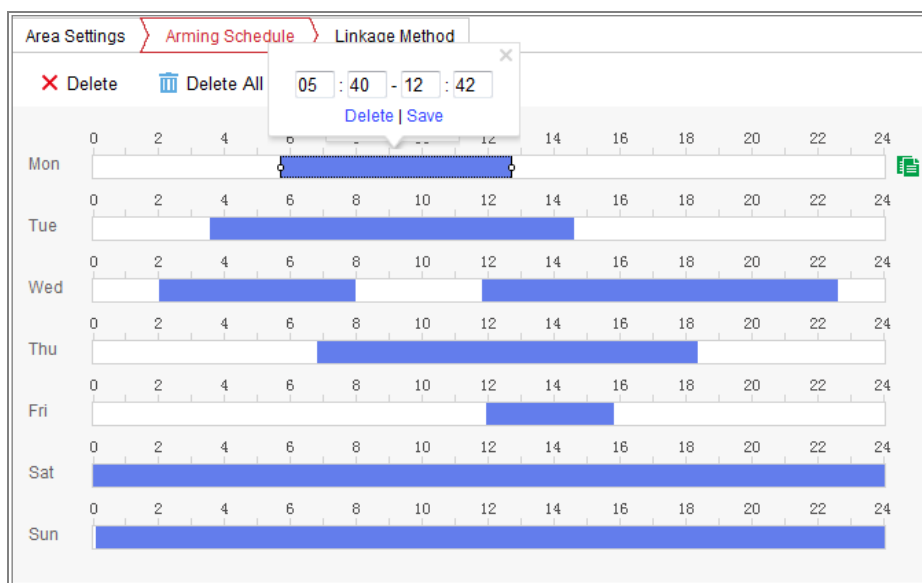 Area Settings Arming Schedule Linkage Method
Delete Delete All
05 : 40 - 12 : 42
Delete | Save
0 2 4 6 12 14 16 18 20 22 24
Mon
0 2 4 6 8 10 12 14 16 18 20 22 24
Tue
0 2 4 6 8 10 12 14 16 18 20 22 24
Wed
0 2 4 6 8 10 12 14 16 18 20 22 24
Thu
0 2 4 6 8 10 12 14 16 18 20 22 24
Fri
0 2 4 6 8 10 12 14 16 18 20 22 24
Sat
0 2 4 6 8 10 12 14 16 18 20 22 24
Sun